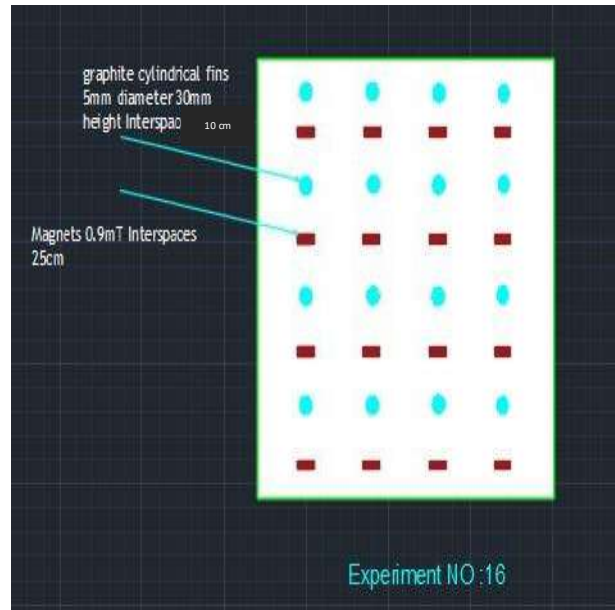 graphite cylindrical fins
5mm diameter 30mm
height Interspac 10 cm
Magnets 0.9mT Interspaces
25cm
Experiment NO :16